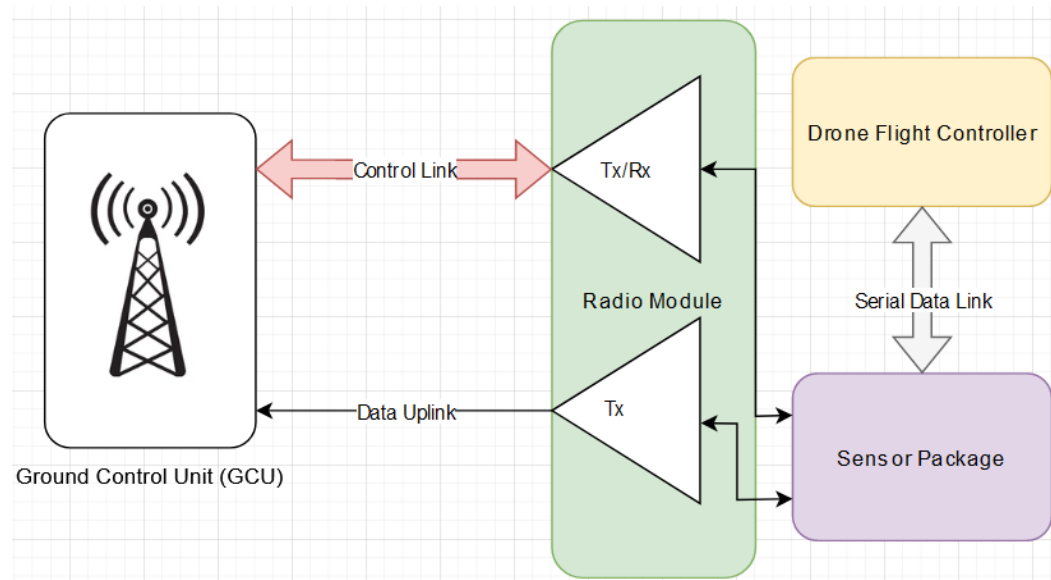 Drone Flight Controller
Tx/Rx
Control Link
Radio Module
Serial Data Link
Tx
Data Uplink
Sensor Package
Ground Control Unit (GCU)